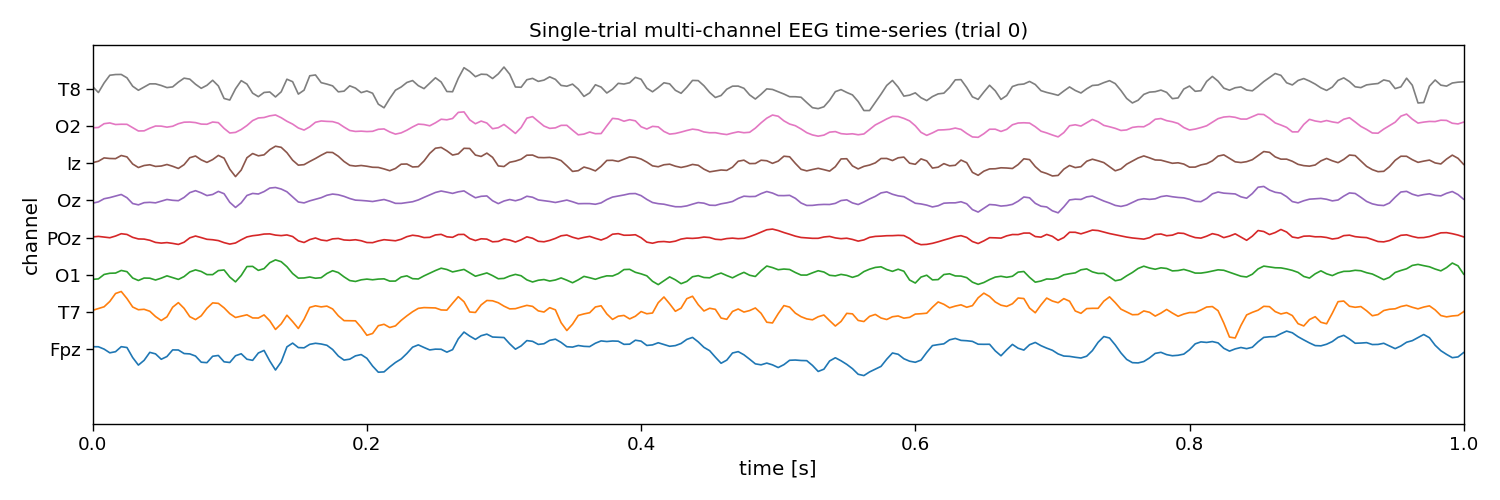 Single-trial multi-channel EEG time-series (trial 0)
channel
T8
O2
Iz
Oz
POz
O1
T7
Fpz
0.0 0.2 0.4 0.6 0.8 1.0
time [s]